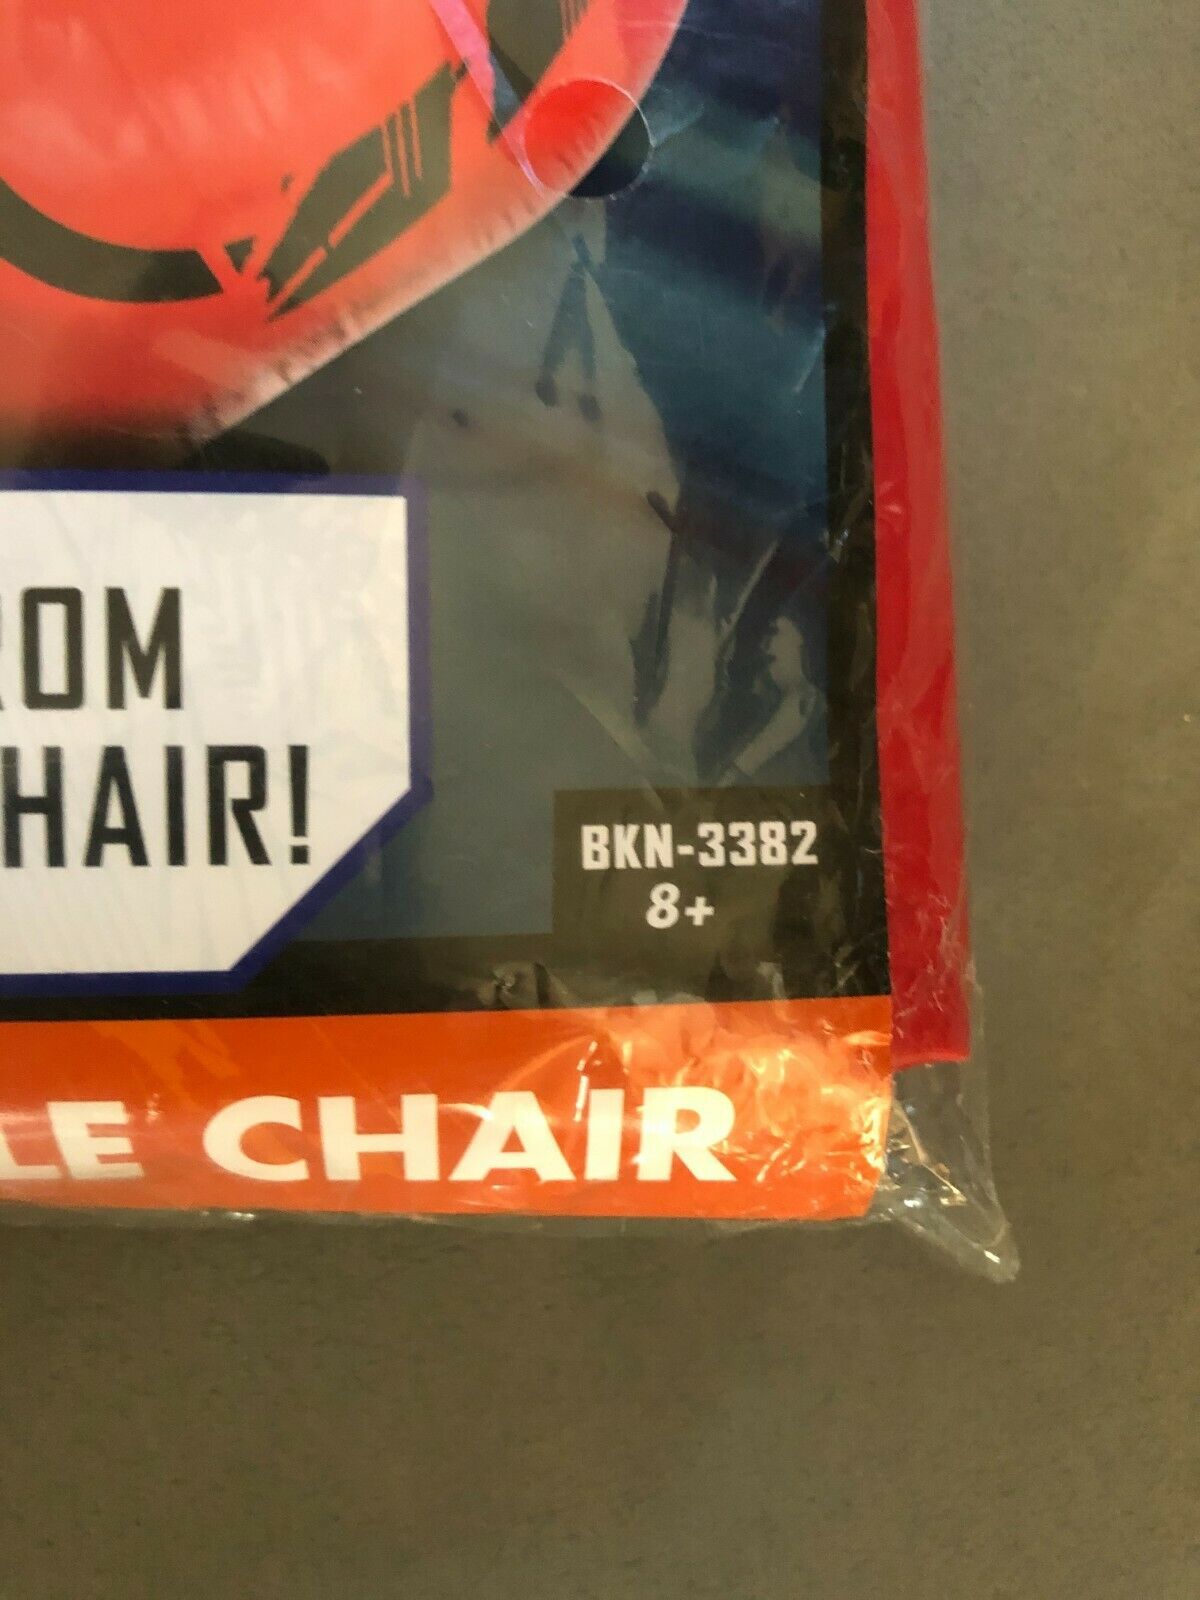 ROM
HAIR!
BKN-3382
8+
LE CHAIR